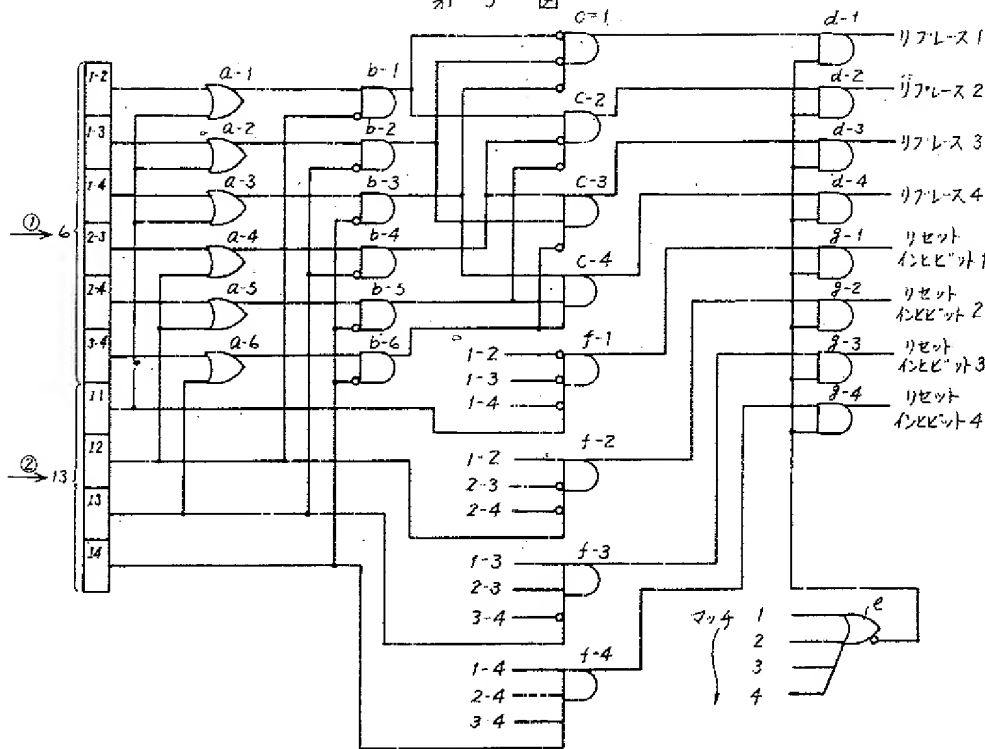 第 5 図
c-1
d-1
リプレース 1
1-2
a-1
b-1
c-2
d-2
リプレース 2
1-3
a-2
b-2
d-3
リプレース 3
1-4
a-3
b-3
c-3
d-4
リプレース 4
① 6
2-3
a-4
b-4
g-1
リセット
インヒビット 1
2-4
a-5
b-5
c-4
g-2
リセット
インヒビット 2
3-4
a-6
b-6
f-1
g-3
リセット
インヒビット 3
1-2
1-3
1-4
I1
g-4
リセット
インヒビット 4
I2
f-2
1-2
2-3
2-4
② 13
I3
I4
f-3
1-3
2-3
3-4
マッチ
1
2
3
4
e
f-4
1-4
2-4
3-4